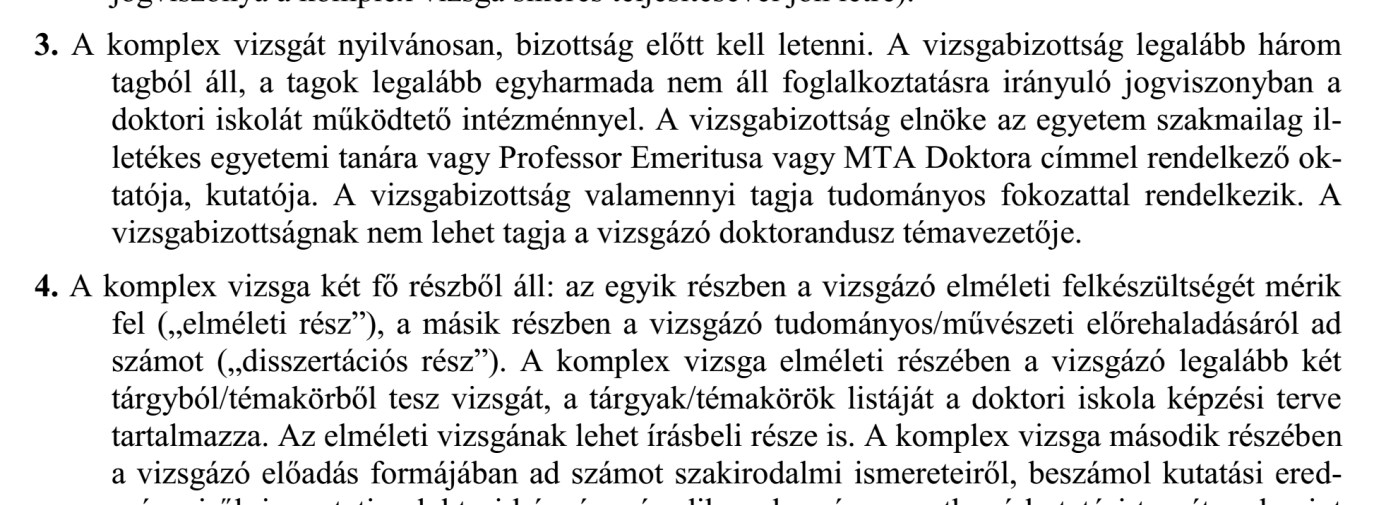 3. A komplex vizsgát nyilvánosan, bizottság előtt kell letenni. A vizsgabizottság legalább három
tagból áll, a tagok legalább egyharmada nem áll foglalkoztatásra irányuló jogviszonyban a
doktori iskolát működtető intézménnyel. A vizsgabizottság elnöke az egyetem szakmailag il-
letékes egyetemi tanára vagy Professor Emeritusa vagy MTA Doktora címmel rendelkező ok-
tatója, kutatója. A vizsgabizottság valamennyi tagja tudományos fokozattal rendelkezik. A
vizsgabizottságnak nem lehet tagja a vizsgázó doktorandusz témavezetője.
4. A komplex vizsga két fő részből áll: az egyik részben a vizsgázó elméleti felkészültségét mérik
fel („elméleti rész”), a másik részben a vizsgázó tudományos/művészeti előrehaladásáról ad
számot („disszertációs rész”). A komplex vizsga elméleti részében a vizsgázó legalább két
tárgyból/témakörből tesz vizsgát, a tárgyak/témakörök listáját a doktori iskola képzési terve
tartalmazza. Az elméleti vizsgának lehet írásbeli része is. A komplex vizsga második részében
a vizsgázó előadás formájában ad számot szakirodalmi ismereteiről, beszámol kutatási ered-